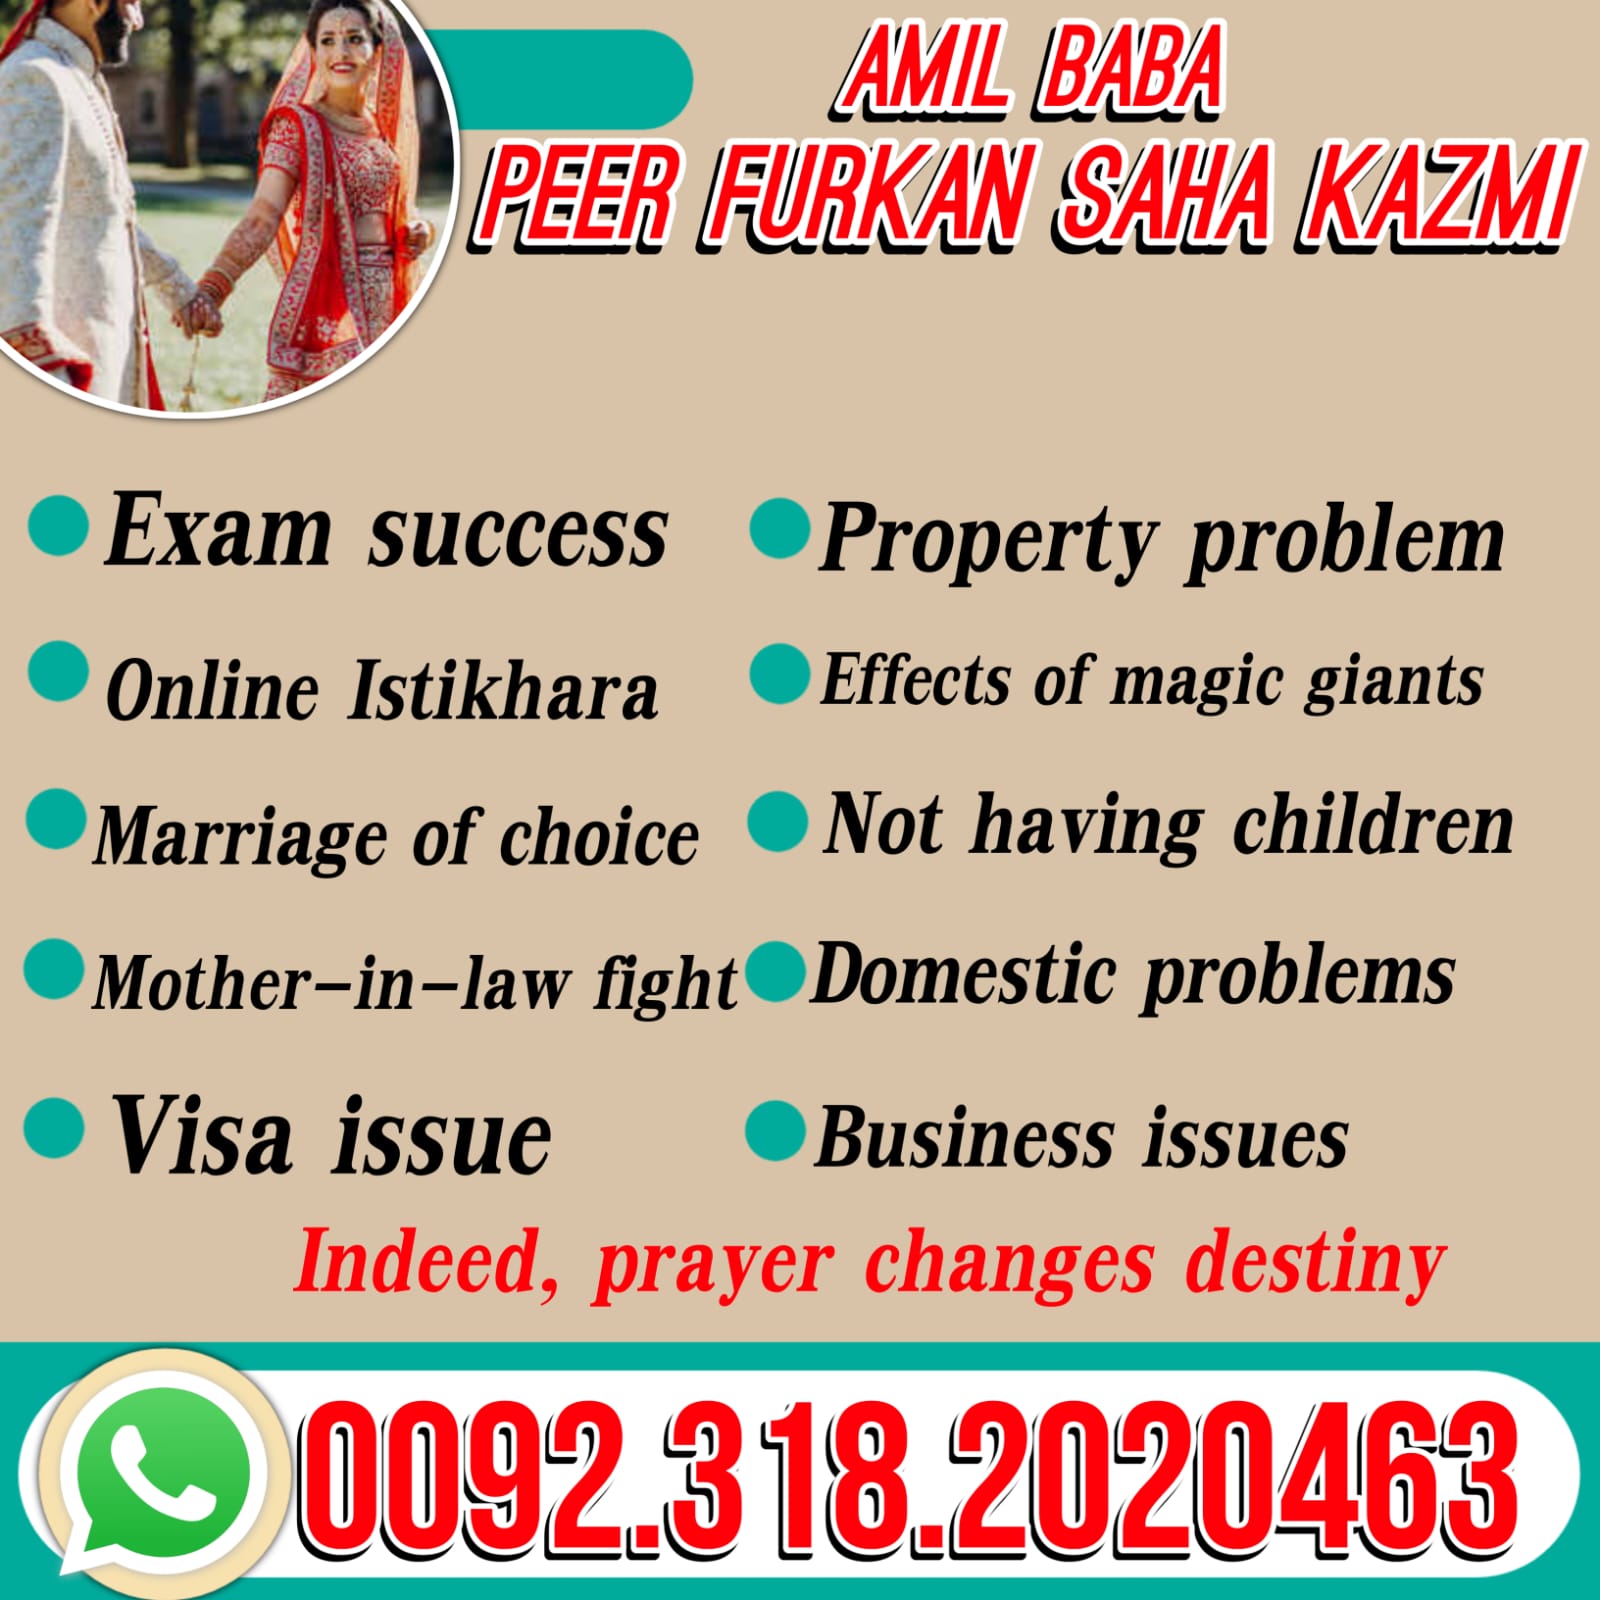 AMIL BABA
PEER FURKAN SAHA KAZMI
Exam success
Property problem
Online Istikhara
Effects of magic giants
Marriage of choice
Not having children
Mother-in-law fight
Domestic problems
Visa issue
Business issues
Indeed, prayer changes destiny
0092.318.2020463